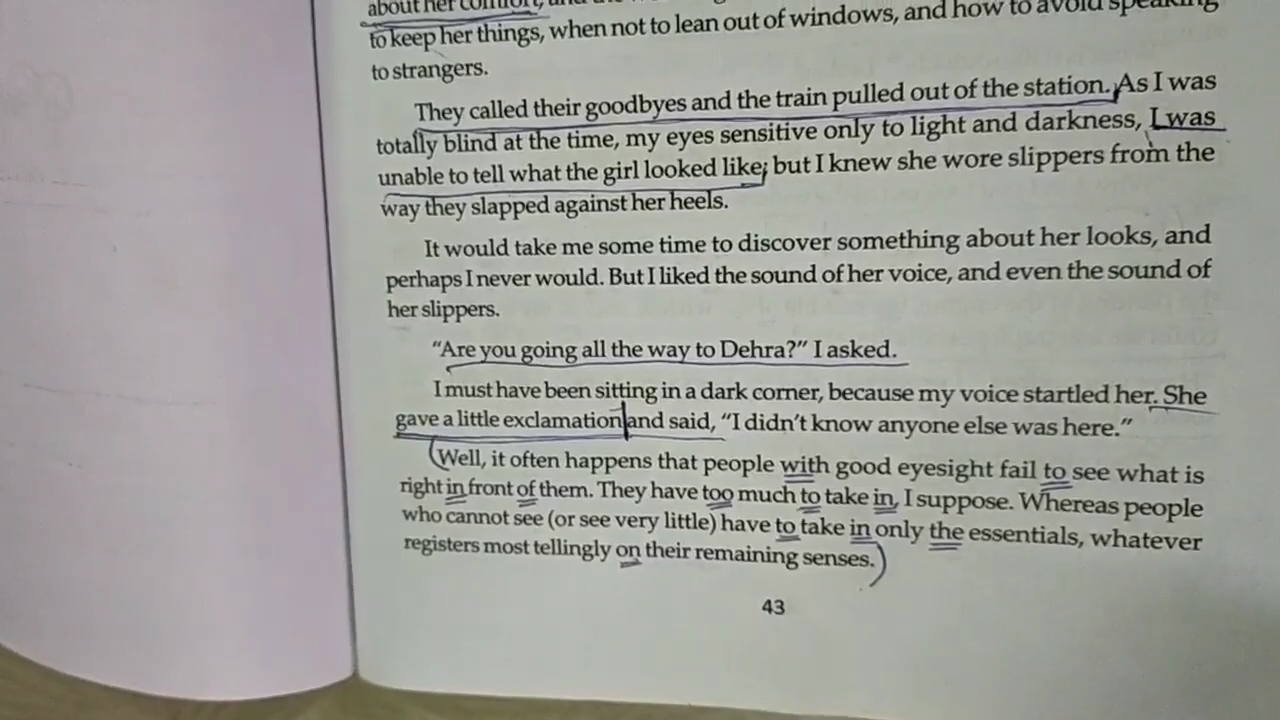 about her comfort, and
to keep her things, when not to lean out of windows, and how to avoid speaking
to strangers.
They called their goodbyes and the train pulled out of the station. As I was
totally blind at the time, my eyes sensitive only to light and darkness, I was
unable to tell what the girl looked like; but I knew she wore slippers from the
way they slapped against her heels.
It would take me some time to discover something about her looks, and
perhaps I never would. But I liked the sound of her voice, and even the sound of
her slippers.
"Are you going all the way to Dehra?" I asked.
I must have been sitting in a dark corner, because my voice startled her. She
gave a little exclamation and said, "I didn't know anyone else was here."
Well, it often happens that people with good eyesight fail to see what is
right in front of them. They have too much to take in, I suppose. Whereas people
who cannot see (or see very little) have to take in only the essentials, whatever
registers most tellingly on their remaining senses.
43